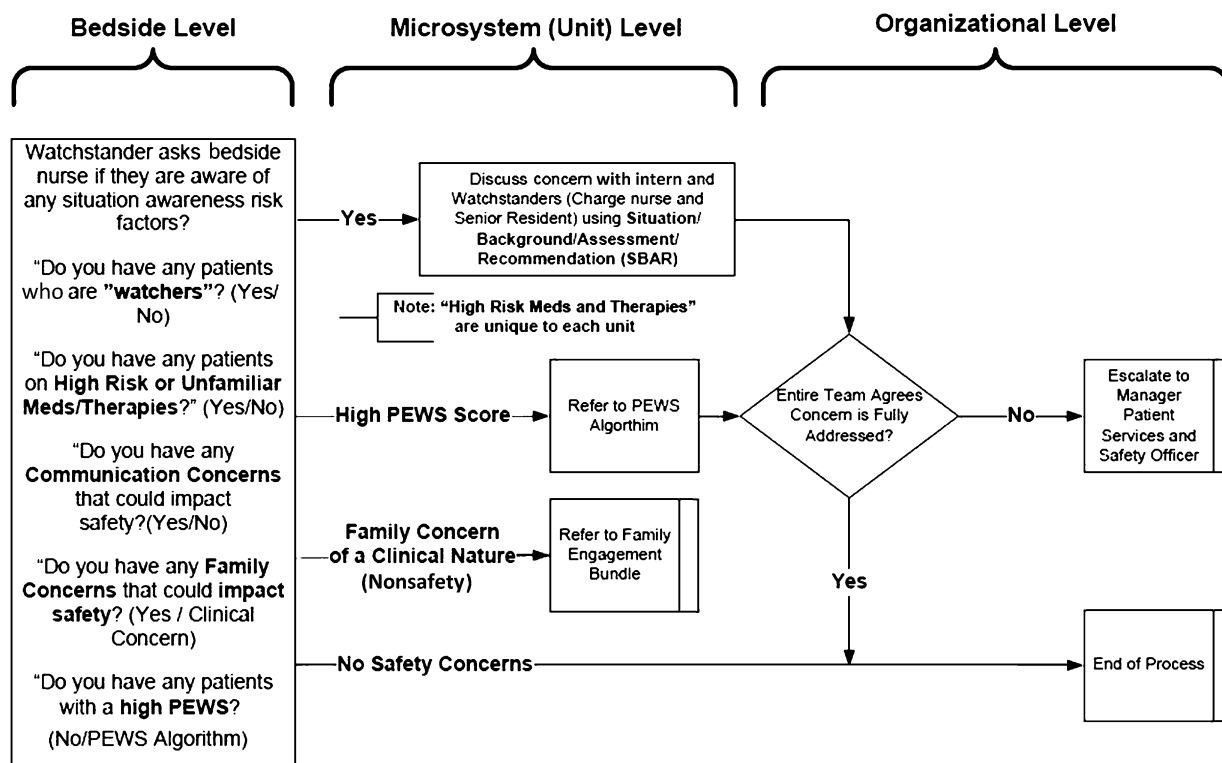 Bedside Level
Microsystem (Unit) Level
Organizational Level
Watchstander asks bedside
nurse if they are aware of
any situation awareness risk
factors?
“Do you have any patients
who are ”watchers”? (Yes/
No)
“Do you have any patients
on High Risk or Unfamiliar
Meds/Therapies?” (Yes/No)
“Do you have any
Communication Concerns
that could impact
safety?(Yes/No)
“Do you have any Family
Concerns that could impact
safety? (Yes / Clinical
Concern)
“Do you have any patients
with a high PEWS?
(No/PEWS Algorithm)
Yes
Discuss concern with intern and
Watchstanders (Charge nurse and
Senior Resident) using Situation/
Background/Assessment/
Recommendation (SBAR)
Note: “High Risk Meds and Therapies”
are unique to each unit
High PEWS Score
Refer to PEWS
Algorthim
Entire Team Agrees
Concern is Fully
Addressed?
No
Escalate to
Manager
Patient
Services and
Safety Officer
Family Concern
of a Clinical Nature
(Nonsafety)
Refer to Family
Engagement
Bundle
Yes
No Safety Concerns
End of Process